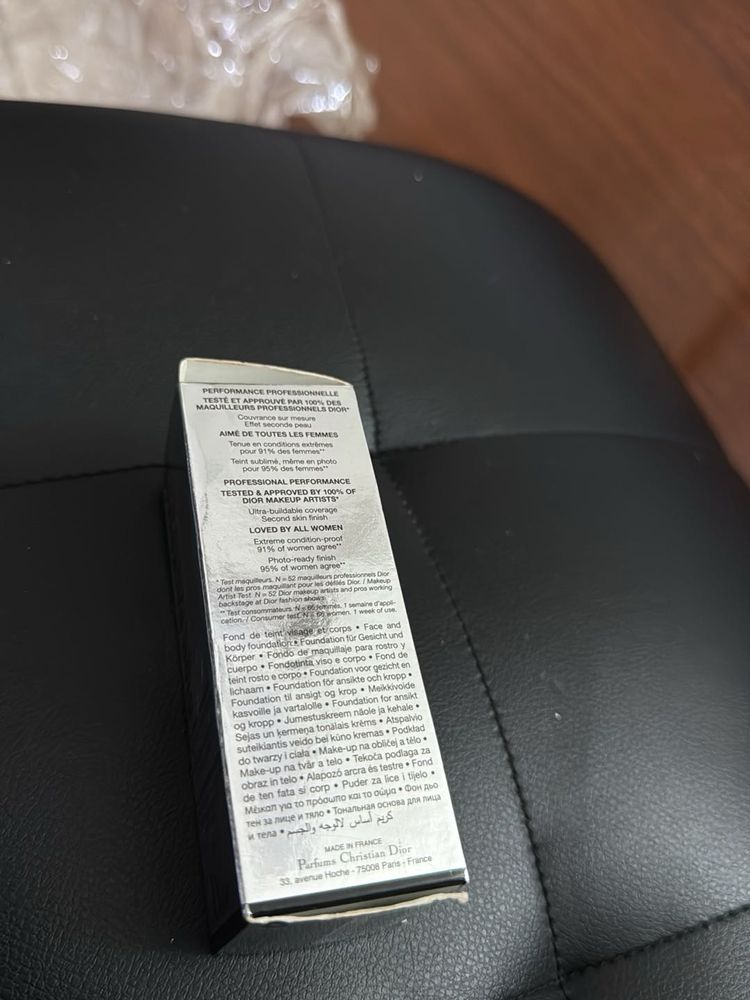 PERFORMANCE PROFESSIONNELLE
TESTÉ ET APPROUVÉ PAR 100% DES
MAQUILLEURS PROFESSIONNELS DIOR*
Couvrance sur mesure
Effet seconde peau
AIMÉ DE TOUTES LES FEMMES
Tenue en conditions extrêmes
pour 91% des femmes**
Teint sublimé, même en photo
pour 95% des femmes**
PROFESSIONAL PERFORMANCE
TESTED & APPROVED BY 100% OF
DIOR MAKEUP ARTISTS*
Ultra-buildable coverage
Second skin finish
LOVED BY ALL WOMEN
Extreme condition-proof
91% of women agree**
Photo-ready finish
95% of women agree**
* Test maquilleurs. N = 52 maquilleurs professionnels Dior
dont les pros maquillant pour les défilés Dior. / Makeup
Artist Test. N = 52 Dior makeup artists and pros working
backstage at Dior fashion shows.
** Test consommateurs. N = 66 femmes. 1 semaine d'appli-
cation. / Consumer test. N = 66 women. 1 week of use.
Fond de teint visage et corps • Face and
body foundation • Foundation für Gesicht und
Körper • Fondo de maquillaje para rostro y
cuerpo • Fondotinta viso e corpo • Fond de
teint rosto e corpo • Foundation voor gezicht en
lichaam • Foundation för ansikte och kropp •
Foundation til ansigt og krop • Meikkivoide
kasvoille ja vartalolle • Foundation for ansikt
og kropp • Jumestuskreem näole ja kehale •
Sejas un ķermeņa tonālais krēms • Atspalvio
suteikiantis veido bei kūno kremas • Podkład
do twarzy i ciała • Make-up na obličej a tělo •
Make-up na tvár a telo • Tekoča podlaga za
obraz in telo • Alapozó arcra és testre • Fond
de ten fata si corp • Puder za lice i tijelo •
Μέικαπ για το πρόσωπο και το σώμα • Фон дьо
тен за лице и тяло • Тональная основа для лица
и тела • كريم أساس للوجه والجسم
MADE IN FRANCE
Parfums Christian Dior
33, avenue Hoche - 75008 Paris - France